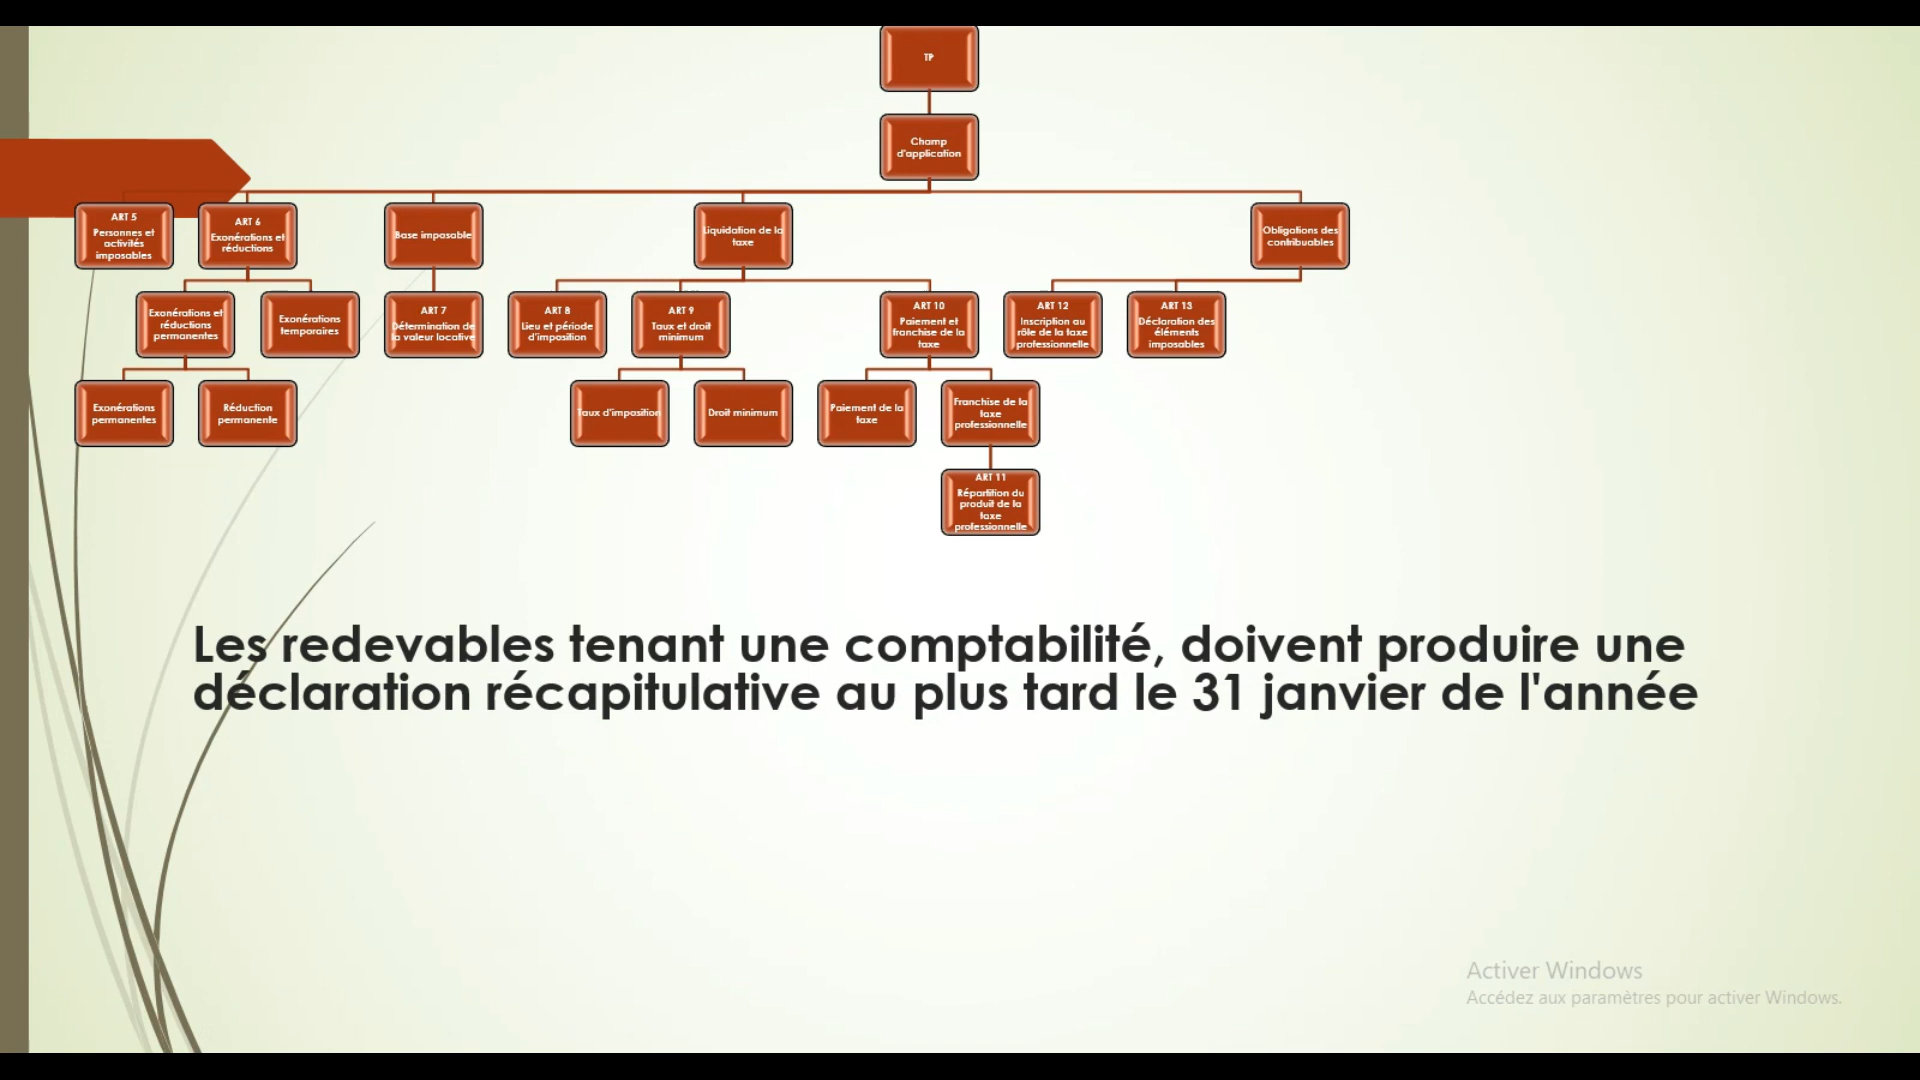 TP
Champ
d'application
ART 5
Personnes et
activités
imposables
ART 6
Exonérations et
réductions
Base imposable
Liquidation de la
taxe
Obligations des
contribuables
Exonérations et
réductions
permanentes
Exonérations
temporaires
ART 7
Détermination de
la valeur locative
ART 8
Lieu et période
d'imposition
ART 9
Taux et droit
minimum
ART 10
Paiement et
franchise de la
taxe
ART 12
Inscription au
rôle de la taxe
professionnelle
ART 13
Déclaration des
éléments
imposables
Exonérations
permanentes
Réduction
permanente
Taux d'imposition
Droit minimum
Paiement de la
taxe
Franchise de la
taxe
professionnelle
ART 11
Répartition du
produit de la
taxe
professionnelle
Les redevables tenant une comptabilité, doivent produire une
déclaration récapitulative au plus tard le 31 janvier de l'année
Activer Windows
Accédez aux paramètres pour activer Windows.